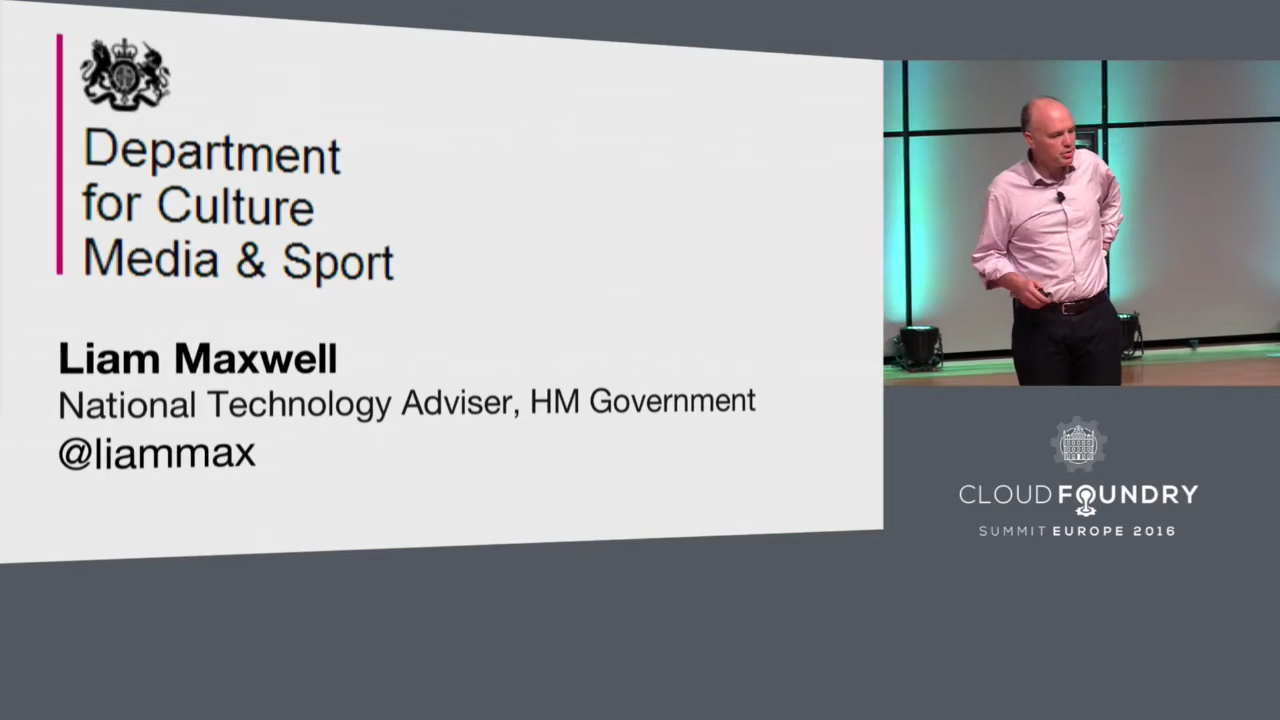 Department
for Culture
Media & Sport
Liam Maxwell
National Technology Adviser, HM Government
@liammax
CLOUD FOUNDRY
SUMMIT EUROPE 2016